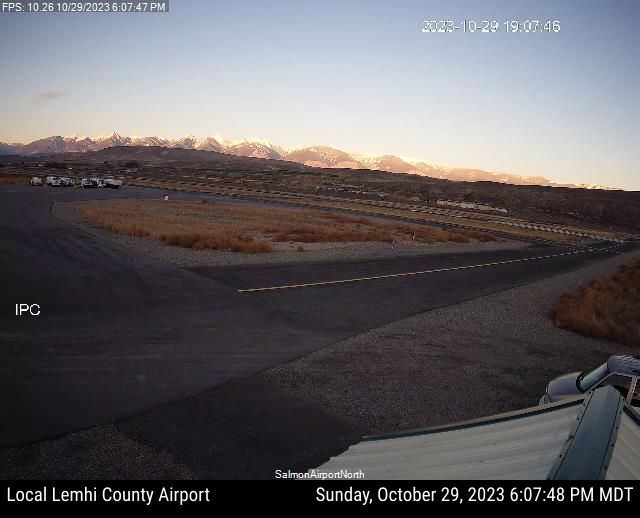 FPS: 10.26 10/29/2023 6:07:47 PM
2023-10-29 19:07:46
IPC
SalmonAirportNorth
Local Lemhi County Airport
Sunday, October 29, 2023 6:07:48 PM MDT